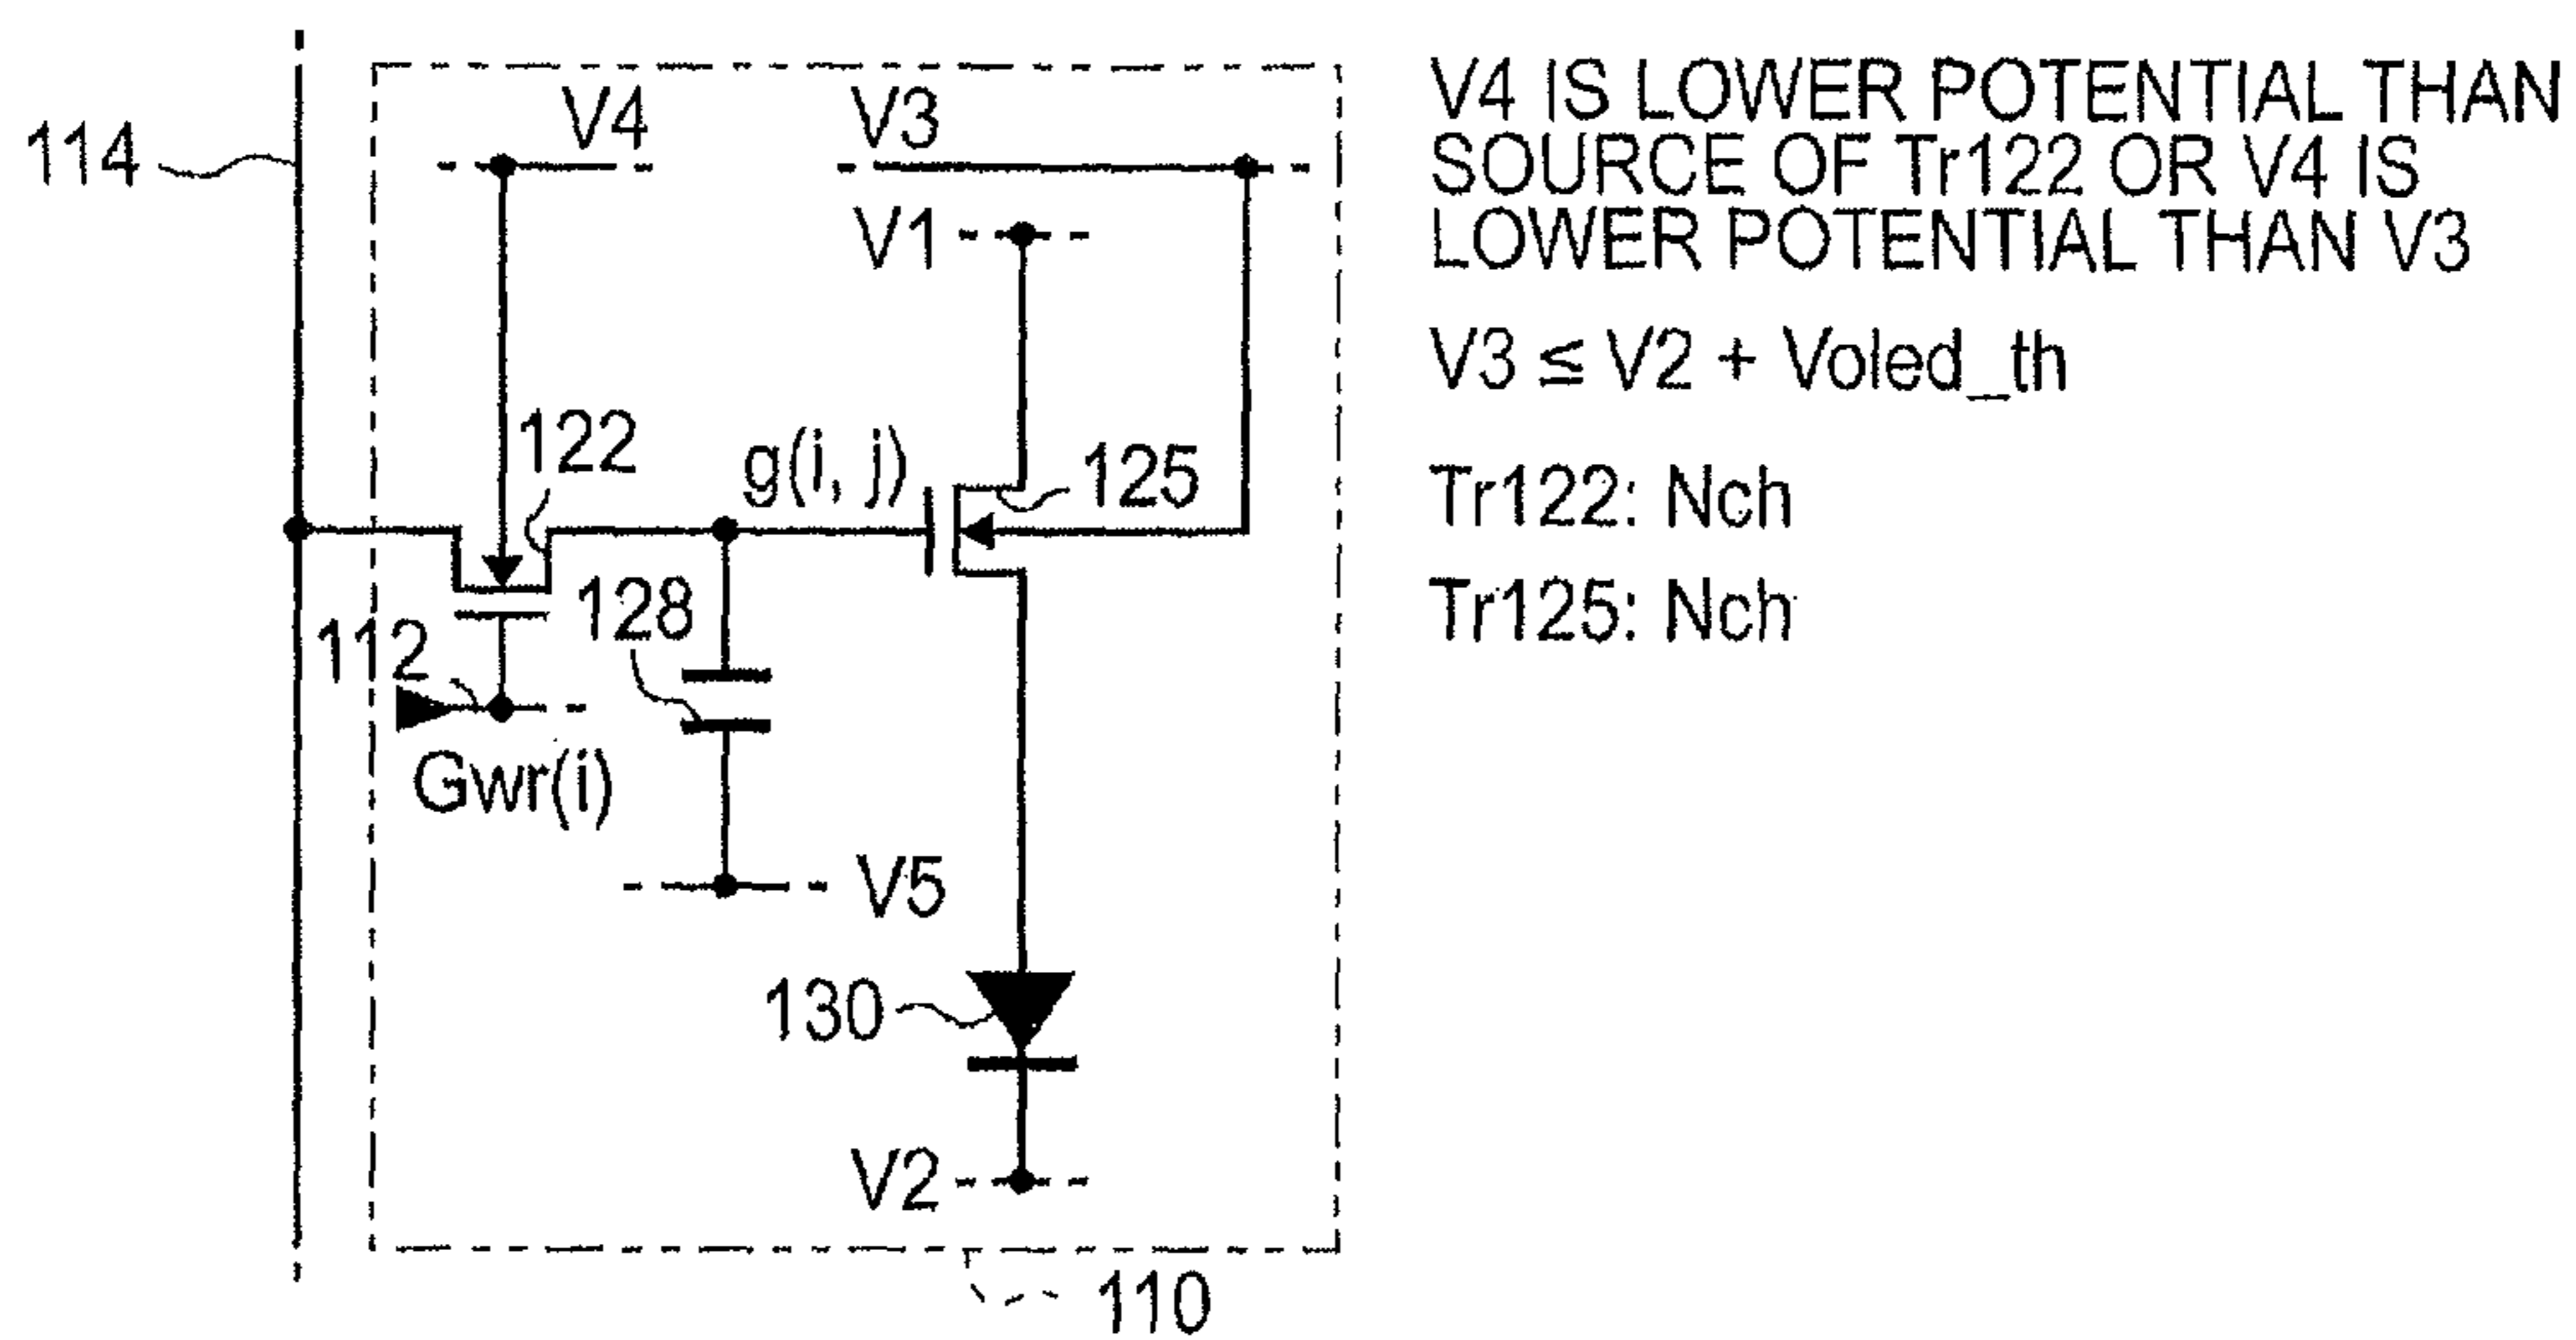 V4 IS LOWER POTENTIAL THAN
SOURCE OF Tr122 OR V4 IS
LOWER POTENTIAL THAN V3
V3 ≤ V2 + Voled_th
Tr122: Nch
Tr125: Nch
114
V4
V3
V1
122
g(i, j)
125
128
112
Gwr(i)
V5
130
V2
110